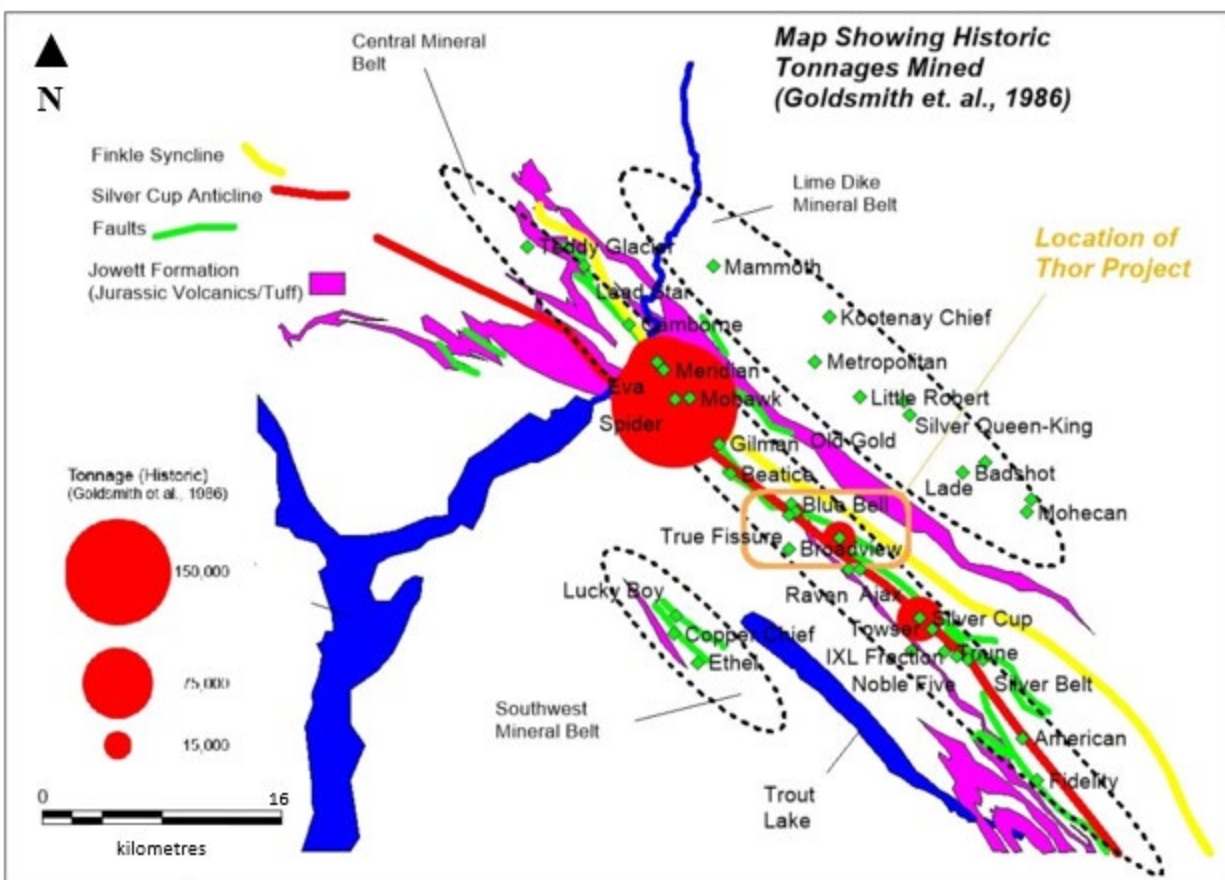 Central Mineral
Belt
Map Showing Historic
Tonnages Mined
(Goldsmith et. al., 1986)
N
Finkle Syncline
Silver Cup Anticline
Faults
Jowett Formation
(Jurassic Volcanics/Tuff)
Lime Dike
Mineral Belt
Location of
Thor Project
Teddy Glacier
Mammoth
Lead Star
Camborne
Kootenay Chief
Meridian
Metropolitan
Eva
Mohawk
Little Robert
Spider
Silver Queen-King
Gilman
Old Gold
Beatice
Badshot
Lade
Blue Bell
Mohecan
True Fissure
Broadview
Tonnage (Historic)
(Goldsmith et al., 1986)
150,000
75,000
15,000
Lucky Boy
Raven
Ajax
Silver Cup
Copper Chief
Towser
Ethel
IXL Fraction
Triune
Noble Five
Silver Belt
Southwest
Mineral Belt
American
Fidelity
Trout
Lake
0
16
kilometres